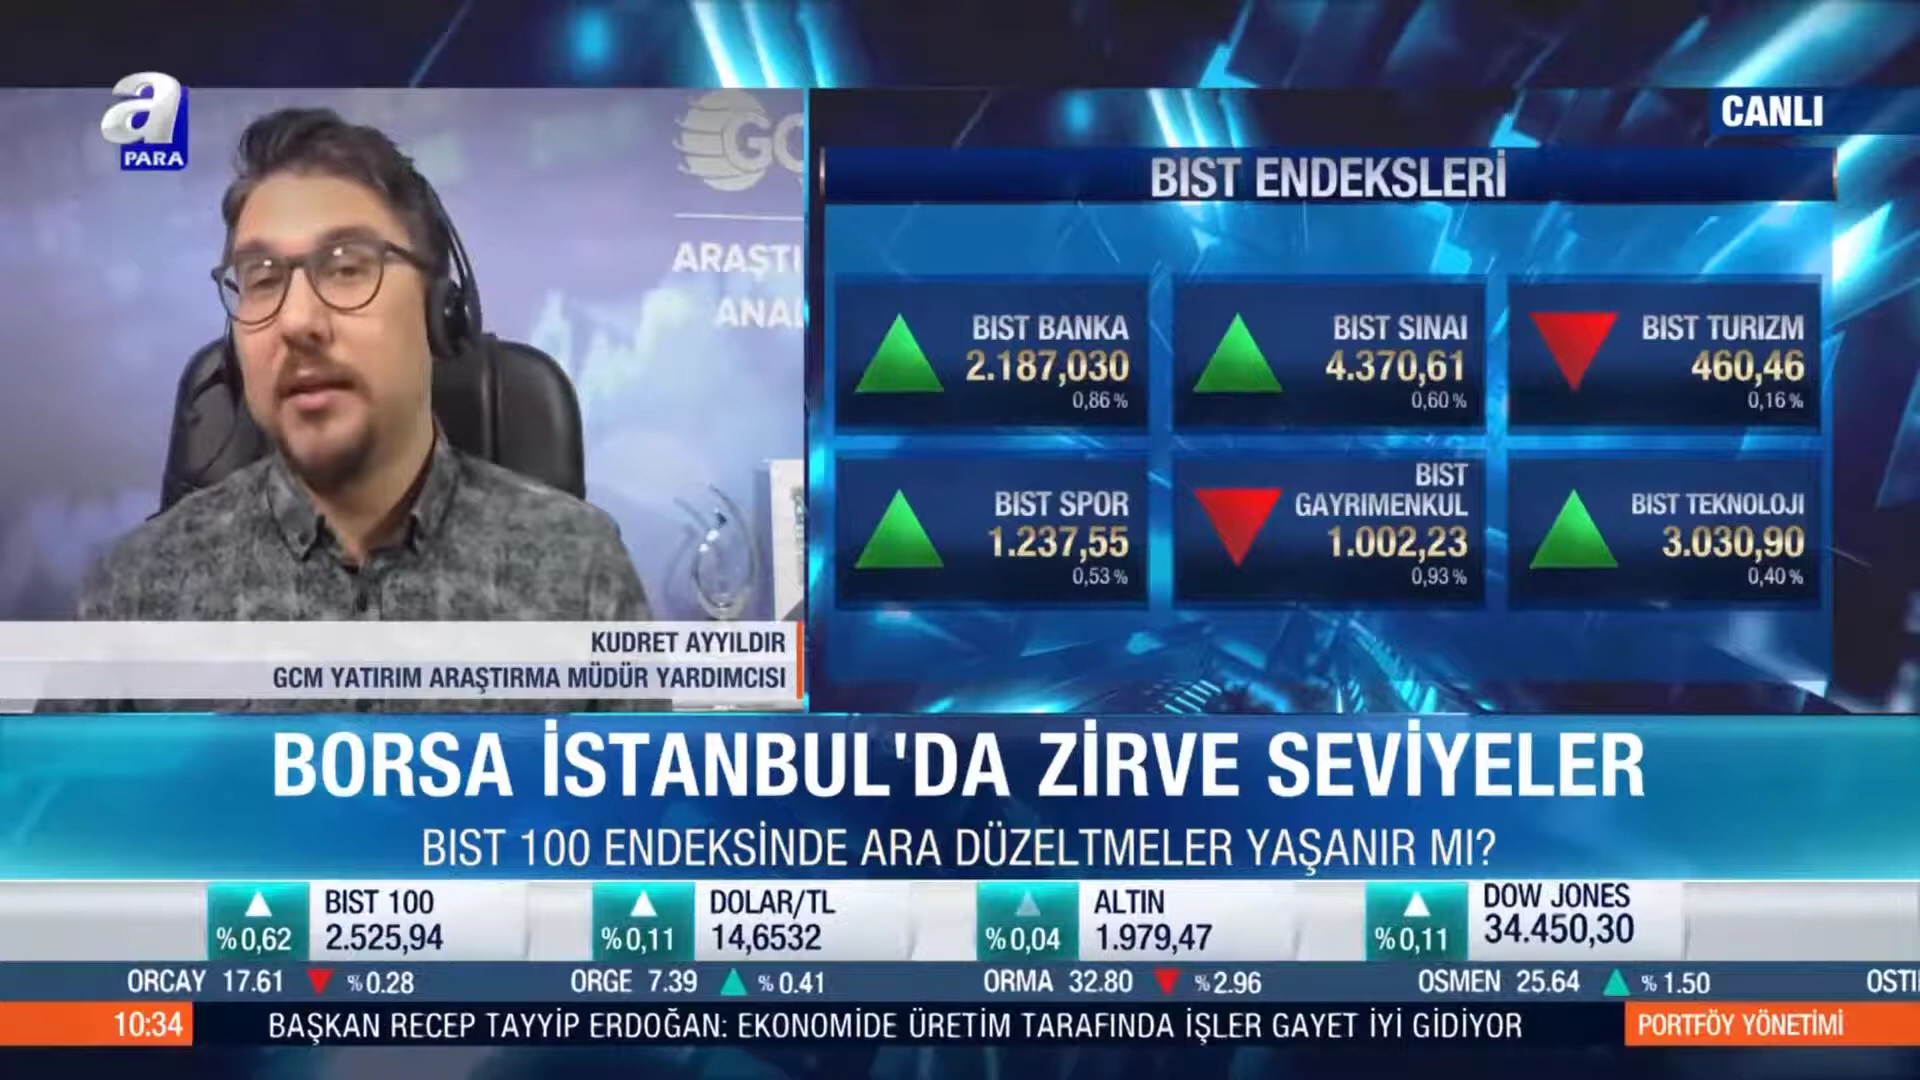 a
PARA
GC
ARAŞTI
ANAL
CANLI
BIST ENDEKSLERİ
BIST BANKA
2.187,030
0,86 %
BIST SINAI
4.370,61
0,60 %
BIST TURIZM
460,46
0,16 %
BIST SPOR
1.237,55
0,53 %
BIST
GAYRIMENKUL
1.002,23
0,93 %
BIST TEKNOLOJI
3.030,90
0,40 %
KUDRET AYYILDIR
GCM YATIRIM ARAŞTIRMA MÜDÜR YARDIMCISI
BORSA İSTANBUL'DA ZİRVE SEVİYELER
BIST 100 ENDEKSİNDE ARA DÜZELTMELER YAŞANIR MI?
%0,62 BIST 100 2.525,94
%0,11 DOLAR/TL 14,6532
%0,04 ALTIN 1.979,47
%0,11 DOW JONES 34.450,30
ORCAY 17.61 %0.28 ORGE 7.39 %0.41 ORMA 32.80 %2.96 OSMEN 25.64 %1.50 OSTI
10:34 BAŞKAN RECEP TAYYİP ERDOĞAN: EKONOMİDE ÜRETİM TARAFINDA İŞLER GAYET İYİ GİDİYOR PORTFÖY YÖNETİMİ